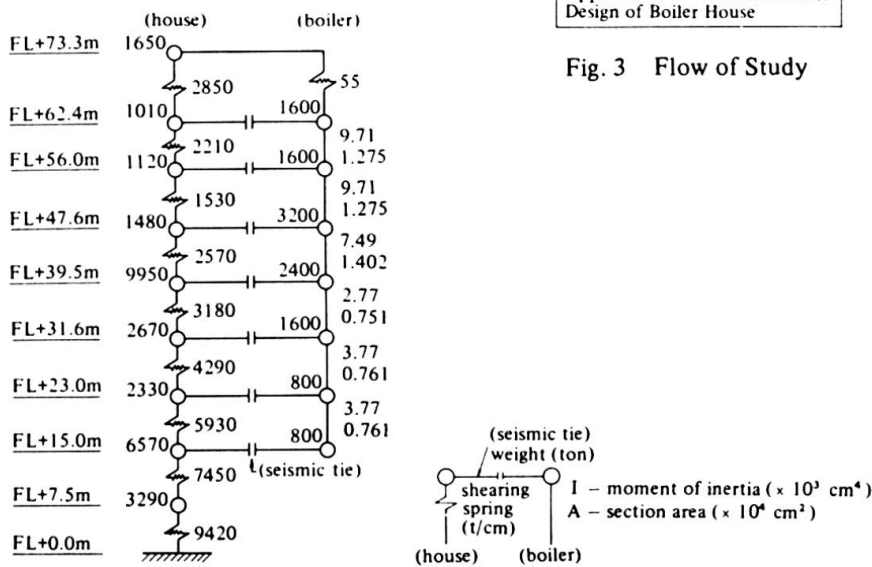 Design of Boiler House
Fig. 3 Flow of Study
(house) (boiler)
FL+73.3m 1650
2850 55
FL+62.4m 1010 1600
2210 9.71
FL+56.0m 1120 1600 1.275
9.71
1530 1.275
FL+47.6m 1480 3200
7.49
2570 1.402
FL+39.5m 9950 2400
2.77
3180 0.751
FL+31.6m 2670 1600
3.77
4290 0.761
FL+23.0m 2330 800
3.77
5930 0.761
FL+15.0m 6570 800
(seismic tie)
7450
FL+7.5m 3290
9420
FL+0.0m
(seismic tie)
weight (ton)
shearing
spring
(t/cm)
(house) (boiler)
I – moment of inertia (× 10³ cm⁴)
A – section area (× 10⁴ cm²)